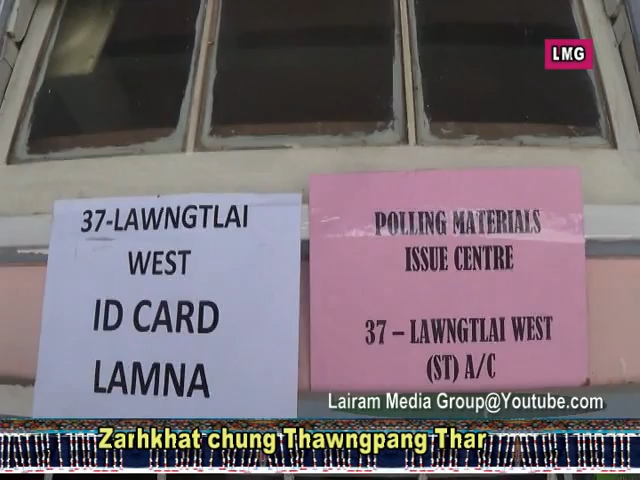 LMG
37-LAWNGTLAI
WEST
ID CARD
LAMNA
POLLING MATERIALS
ISSUE CENTRE
37 – LAWNGTLAI WEST
(ST) A/C
Lairam Media Group@Youtube.com
Zarhkhat chung Thawngpang Thar